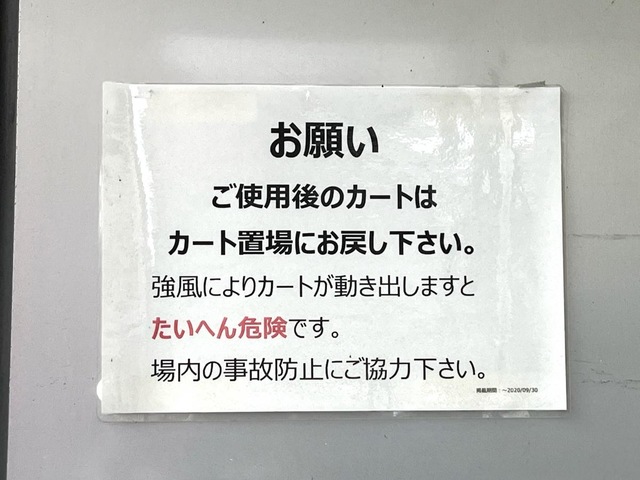 お願い
ご使用後のカートは
カート置場にお戻し下さい。
強風によりカートが動き出しますと
たいへん危険です。
場内の事故防止にご協力下さい。
掲載期間：～2020/09/30